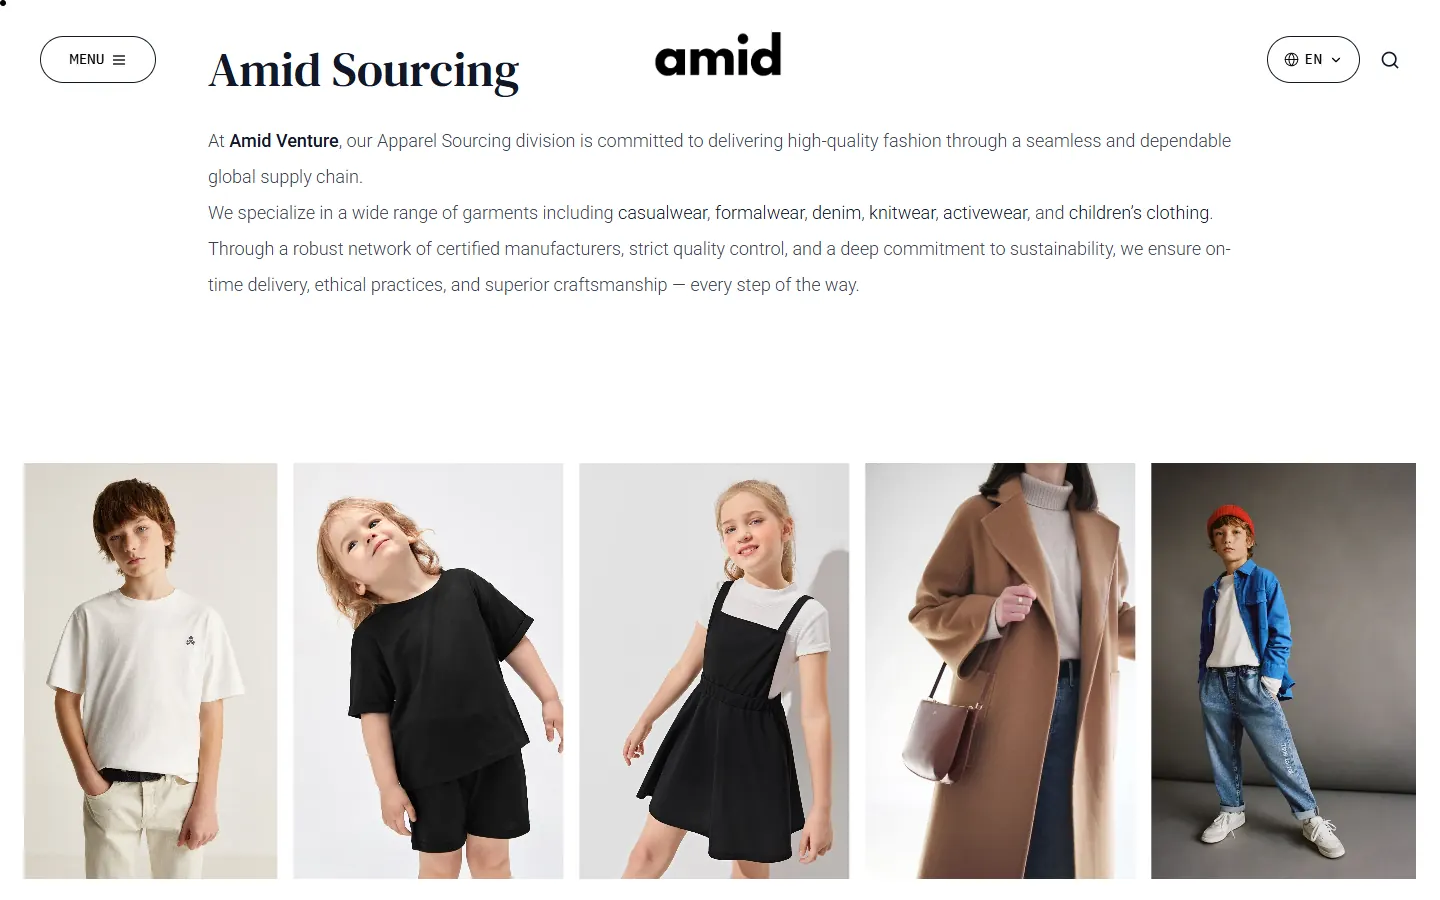 MENU
Amid Sourcing
amid
EN
At Amid Venture, our Apparel Sourcing division is committed to delivering high-quality fashion through a seamless and dependable
global supply chain.
We specialize in a wide range of garments including casualwear, formalwear, denim, knitwear, activewear, and children’s clothing.
Through a robust network of certified manufacturers, strict quality control, and a deep commitment to sustainability, we ensure on-
time delivery, ethical practices, and superior craftsmanship — every step of the way.